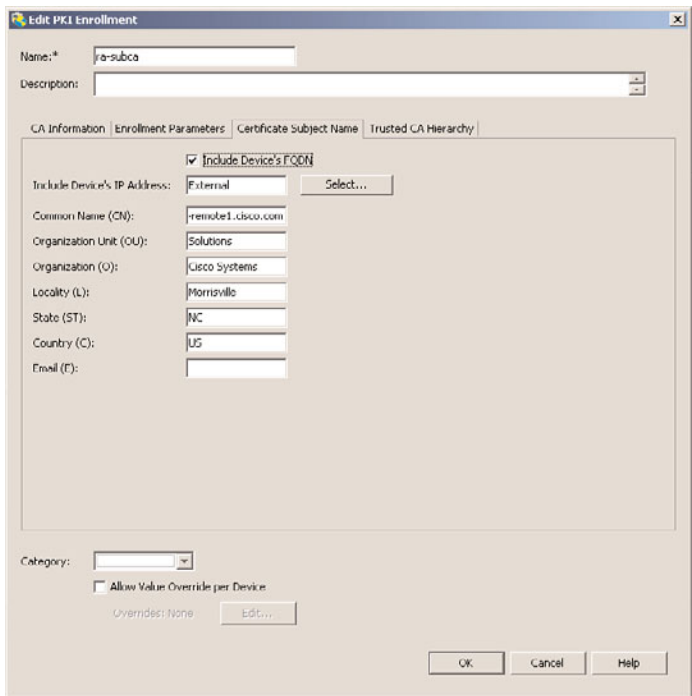 Edit PKI Enrollment
Name:* ra-subca
Description:
CA Information Enrollment Parameters Certificate Subject Name Trusted CA Hierarchy
Include Device's FQDN
Include Device's IP Address: External Select...
Common Name (CN): -remote1.cisco.com
Organization Unit (OU): Solutions
Organization (O): Cisco Systems
Locality (L): Morrisville
State (ST): NC
Country (C): US
Email (E):
Category:
Allow Value Override per Device
Overrides: None Edit...
OK Cancel Help